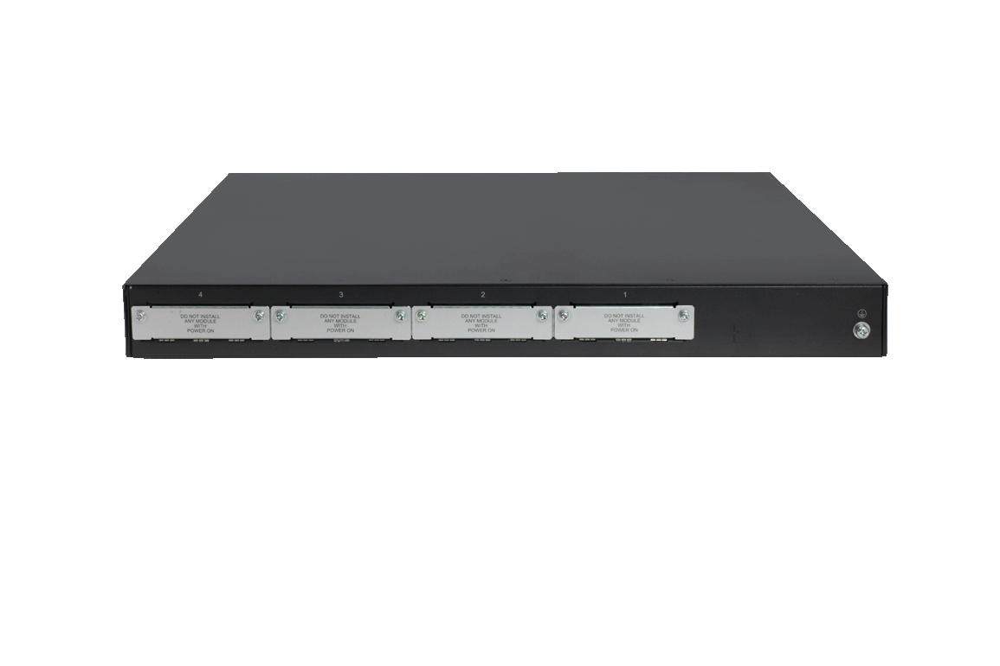 4 3 2 1
DO NOT INSTALL
ANY MODULE
WITH
POWER ON
DO NOT INSTALL
ANY MODULE
WITH
POWER ON
DO NOT INSTALL
ANY MODULE
WITH
POWER ON
DO NOT INSTALL
ANY MODULE
WITH
POWER ON